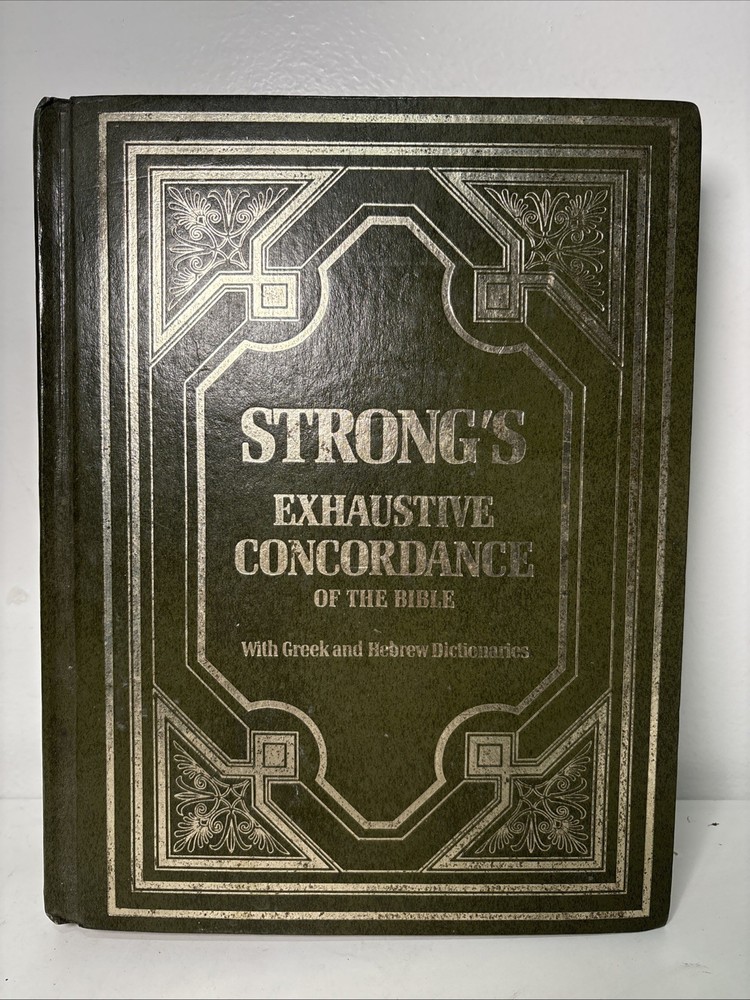 STRONG'S
EXHAUSTIVE
CONCORDANCE
OF THE BIBLE
With Greek and Hebrew Dictionaries